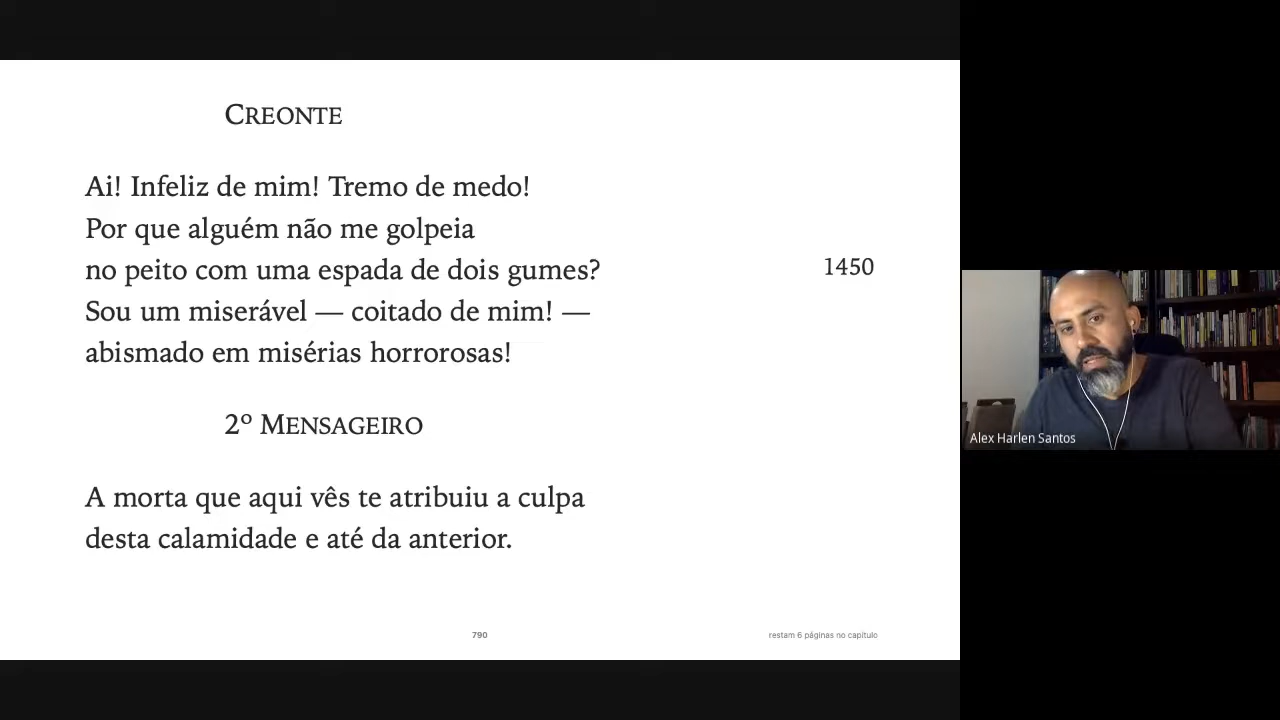 CREONTE
Ai! Infeliz de mim! Tremo de medo!
Por que alguém não me golpeia
no peito com uma espada de dois gumes?
1450
Sou um miserável — coitado de mim! —
abismado em misérias horrorosas!
2º MENSAGEIRO
A morta que aqui vês te atribuiu a culpa
desta calamidade e até da anterior.
790
restam 6 páginas no capítulo
Alex Harlen Santos